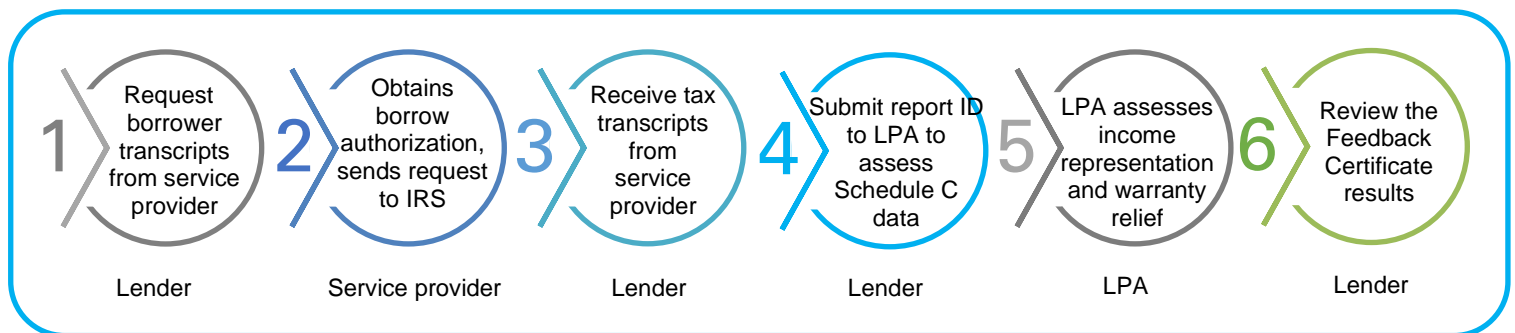 1
Request
borrower
transcripts
from service
provider
Lender
2
Obtains
borrow
authorization,
sends request
to IRS
Service provider
3
Receive tax
transcripts
from
service
provider
Lender
4
Submit report ID
to LPA to
assess
Schedule C
data
Lender
5
LPA assesses
income
representation
and warranty
relief
LPA
6
Review the
Feedback
Certificate
results
Lender